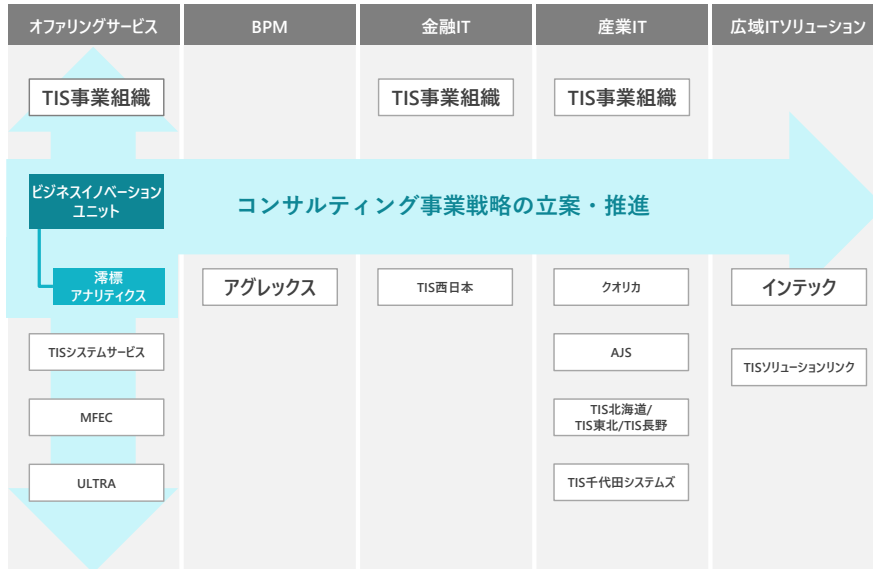 オファリングサービス
BPM
金融IT
産業IT
広域ITソリューション
TIS事業組織
TIS事業組織
TIS事業組織
ビジネスイノベーション
ユニット
コンサルティング事業戦略の立案・推進
澪標
アナリティクス
アグレックス
TIS西日本
クオリカ
インテック
TISシステムサービス
AJS
TISソリューションリンク
MFEC
TIS北海道/
TIS東北/TIS長野
ULTRA
TIS千代田システムズ